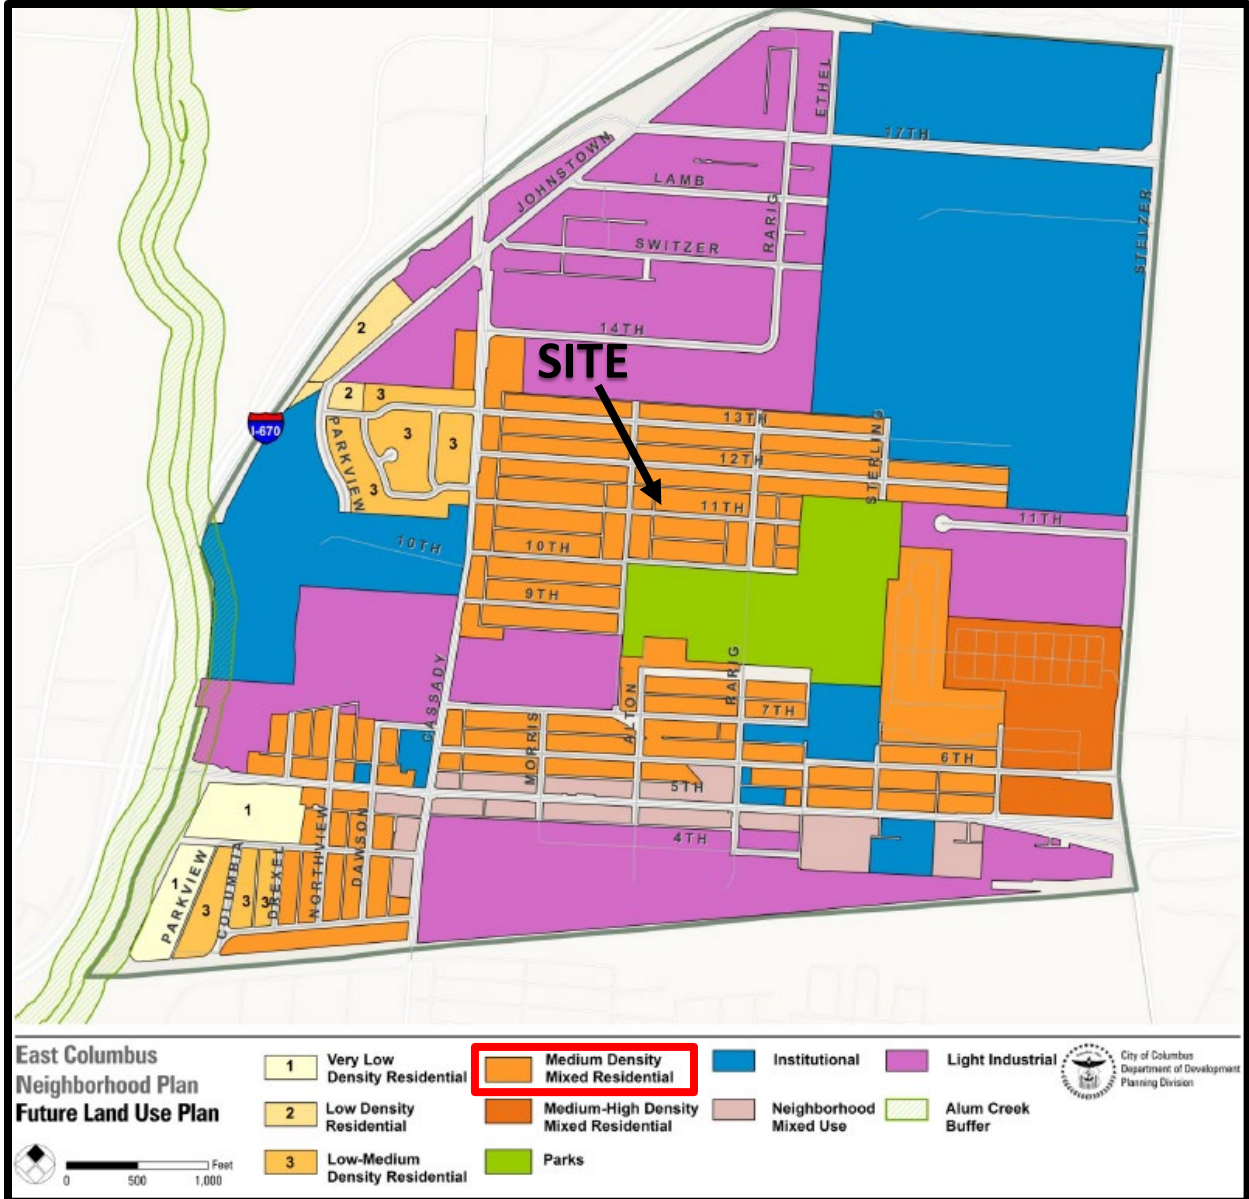 ETHEL
17TH
JOHNSTOWN
LAMB
RARIG
STELZER
SWITZER
2
14TH
SITE
2
3
13TH
I-670
PARKVIEW
3
3
12TH
STERLING
3
11TH
11TH
10TH
10TH
9TH
CASSADY
RARIG
ALTON
7TH
MORRIS
6TH
5TH
1
4TH
NORTHVIEW
DAWSON
COLUMBIA
DREXEL
1
PARKVIEW
3
3
3
East Columbus
Neighborhood Plan
Future Land Use Plan
0 500 1,000 Feet
1 Very Low
Density Residential
2 Low Density
Residential
3 Low-Medium
Density Residential
Medium Density
Mixed Residential
Medium-High Density
Mixed Residential
Parks
Institutional
Neighborhood
Mixed Use
Light Industrial
Alum Creek
Buffer
City of Columbus
Department of Development
Planning Division